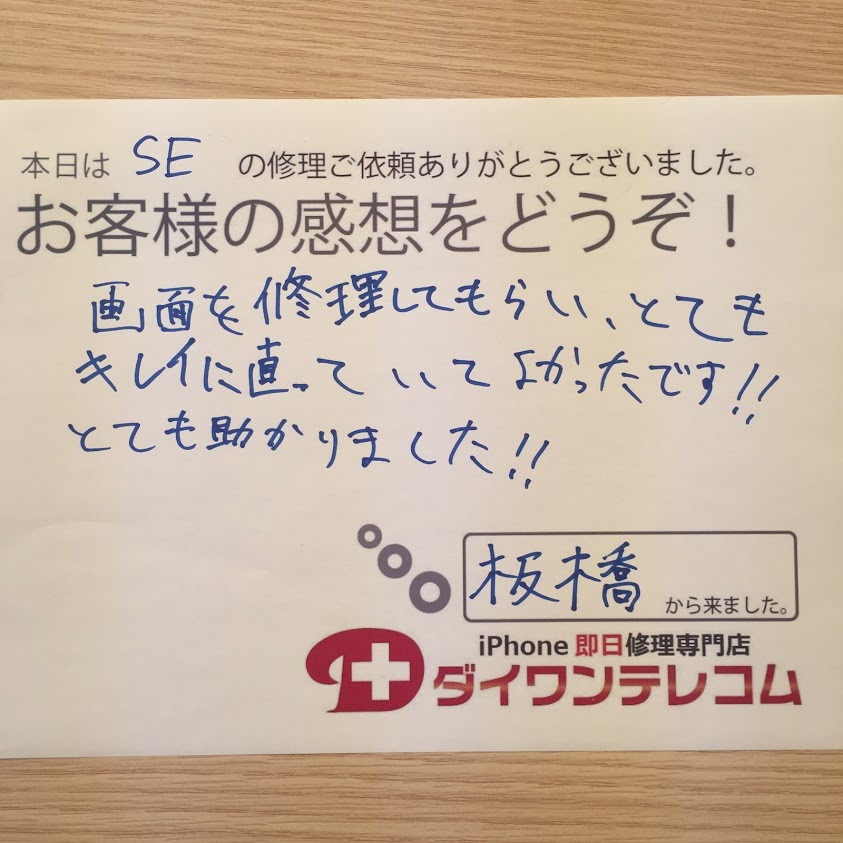 本日は SE の修理ご依頼ありがとうございました。
お客様の感想をどうぞ！
画面を修理してもらい、とても
キレイに直っていてよかったです!!
とても助かりました!!
板橋 から来ました。
iPhone 即日修理専門店
ダイワンテレコム